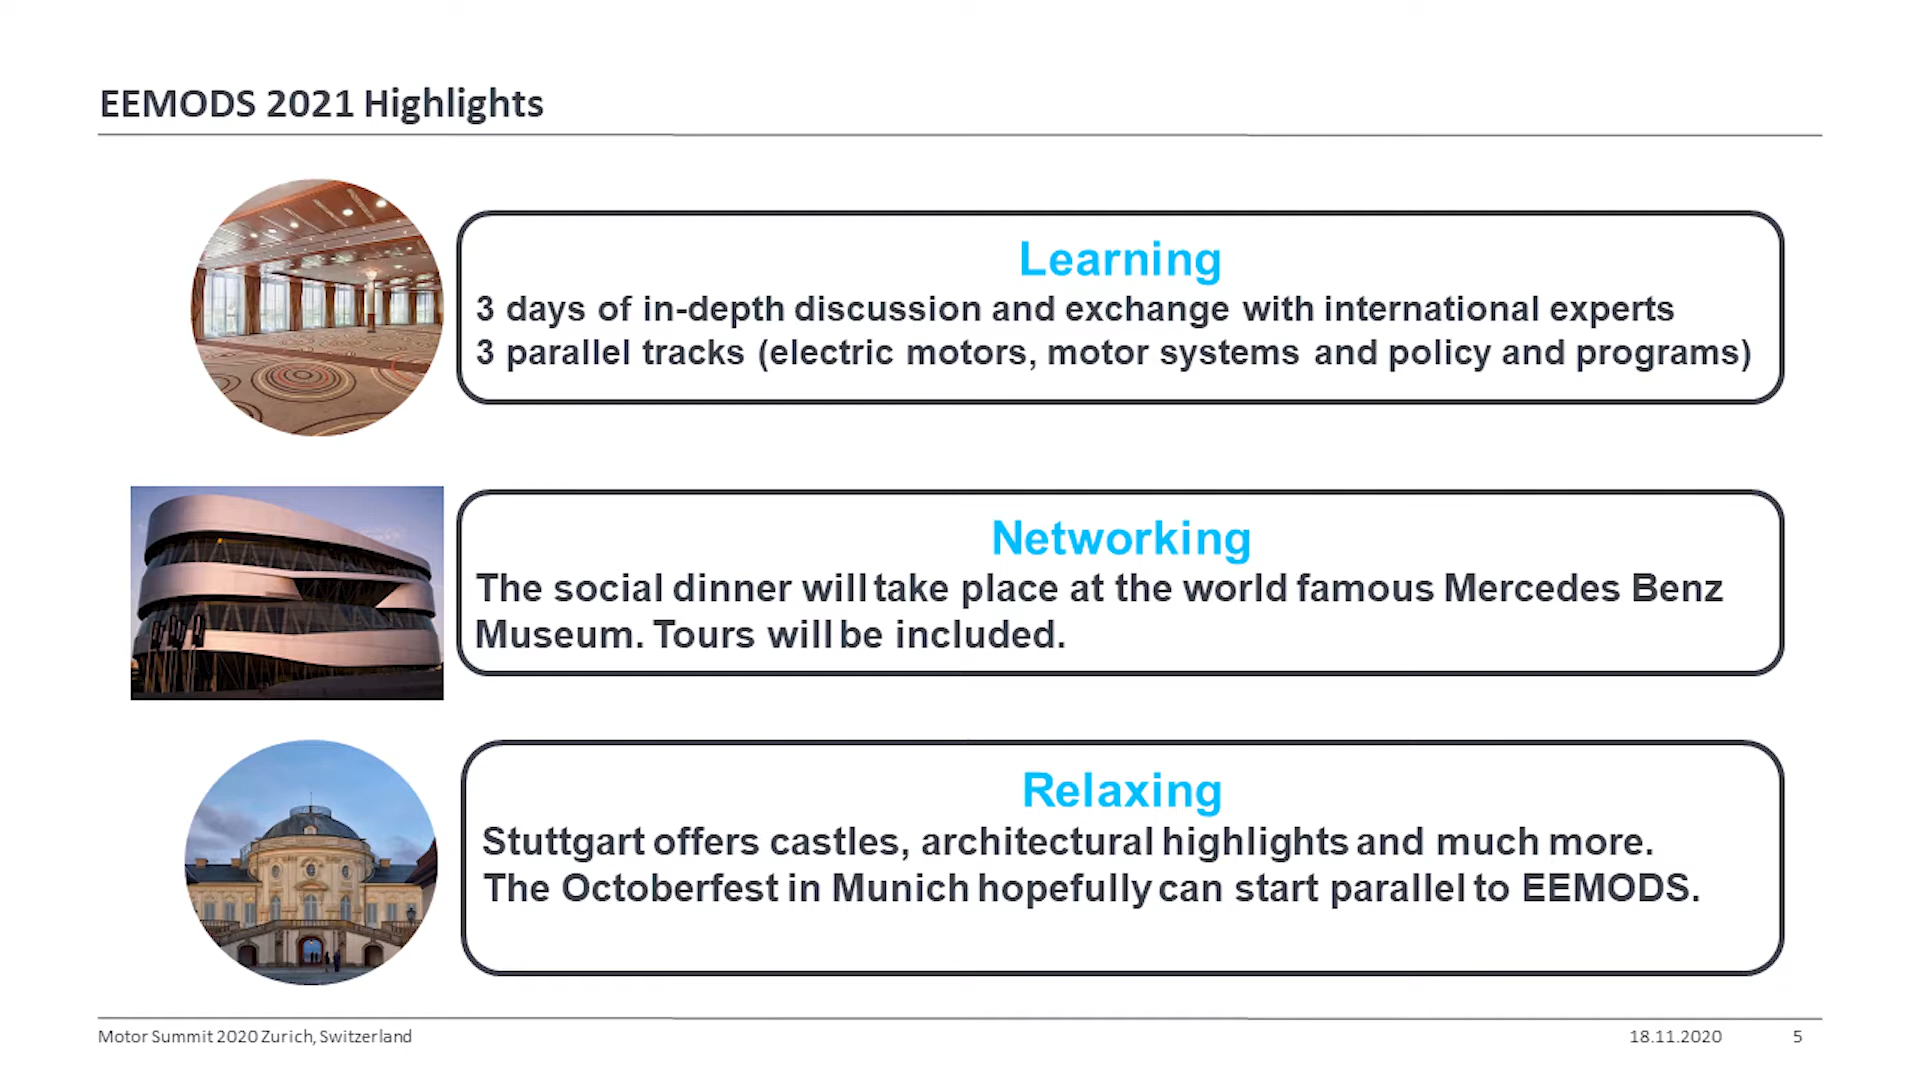 EEMODS 2021 Highlights
Learning
3 days of in-depth discussion and exchange with international experts
3 parallel tracks (electric motors, motor systems and policy and programs)
Networking
The social dinner will take place at the world famous Mercedes Benz
Museum. Tours will be included.
Relaxing
Stuttgart offers castles, architectural highlights and much more.
The Octoberfest in Munich hopefully can start parallel to EEMODS.
Motor Summit 2020 Zurich, Switzerland
18.11.2020
5